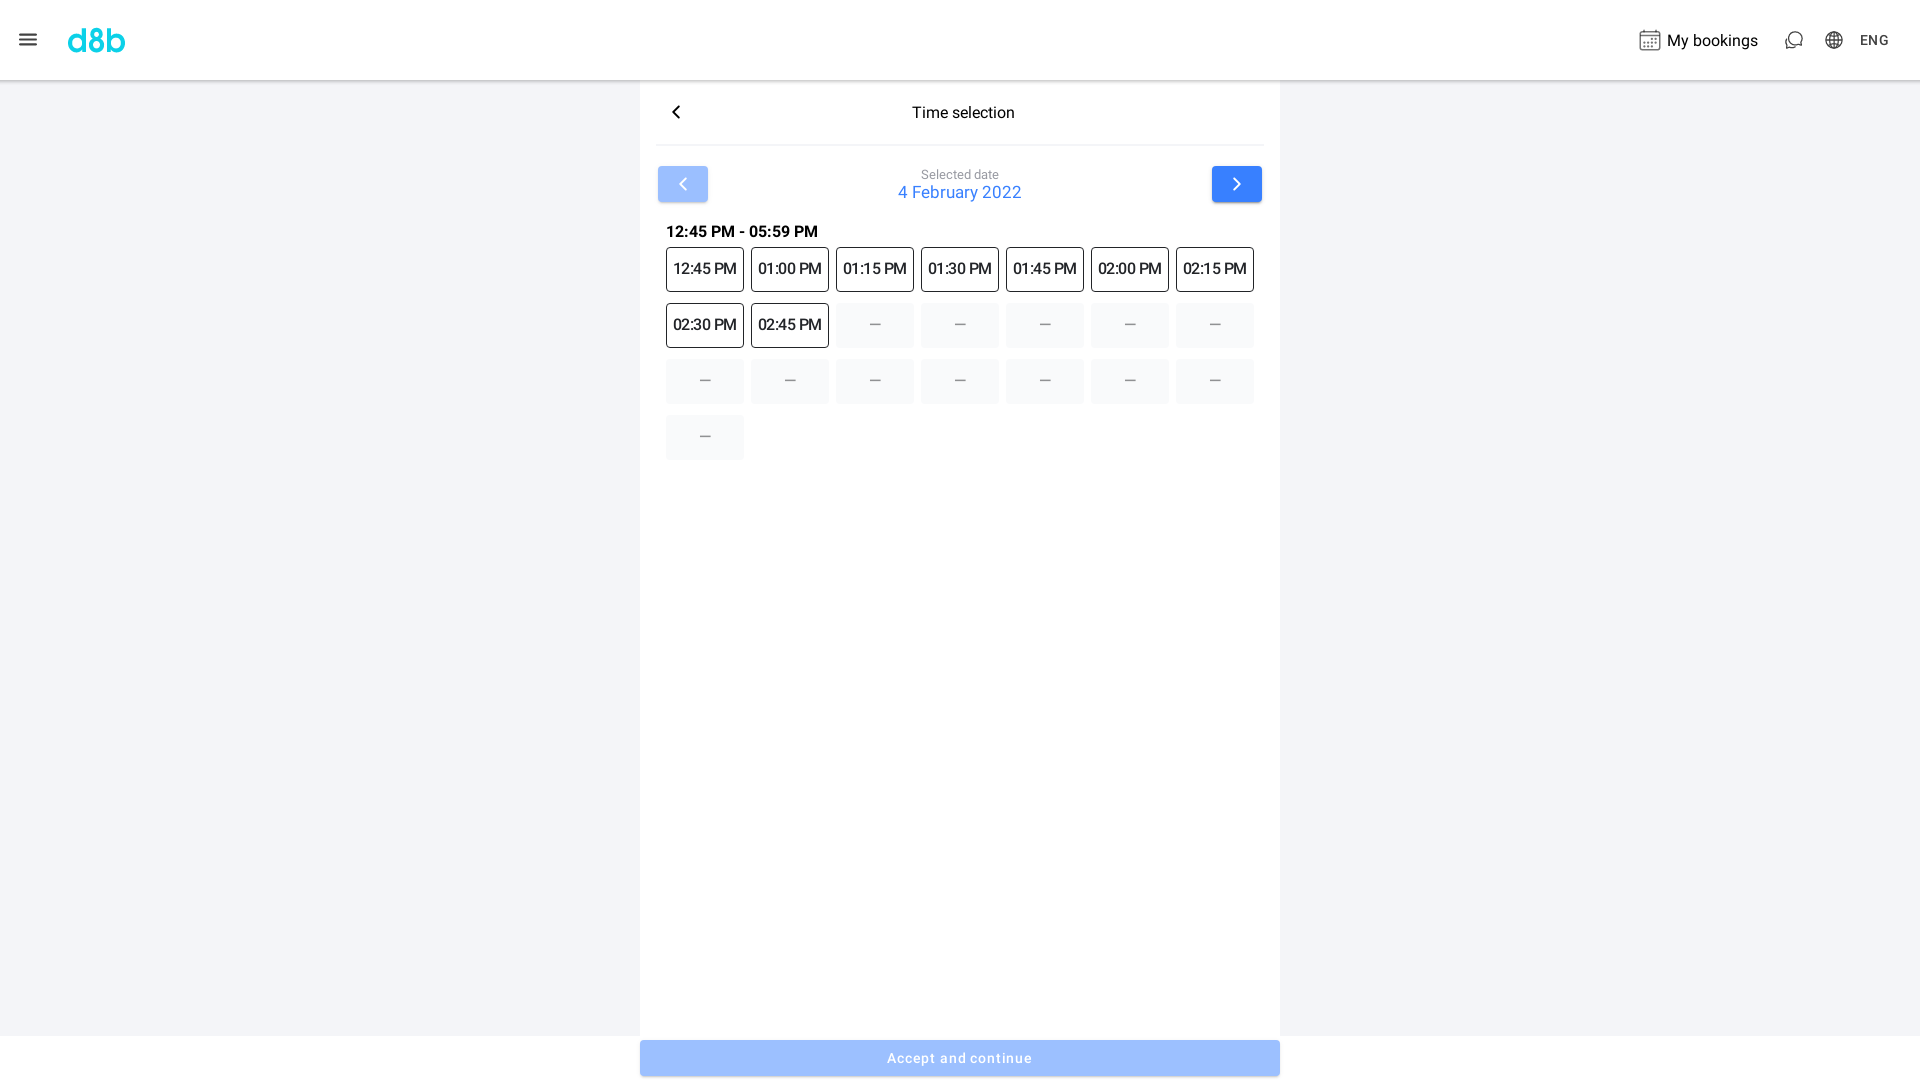 d8b
My bookings
ENG
Time selection
Selected date
4 February 2022
12:45 PM - 05:59 PM
12:45 PM 01:00 PM 01:15 PM 01:30 PM 01:45 PM 02:00 PM 02:15 PM
02:30 PM 02:45 PM — — — — —
— — — — — — —
—
Accept and continue